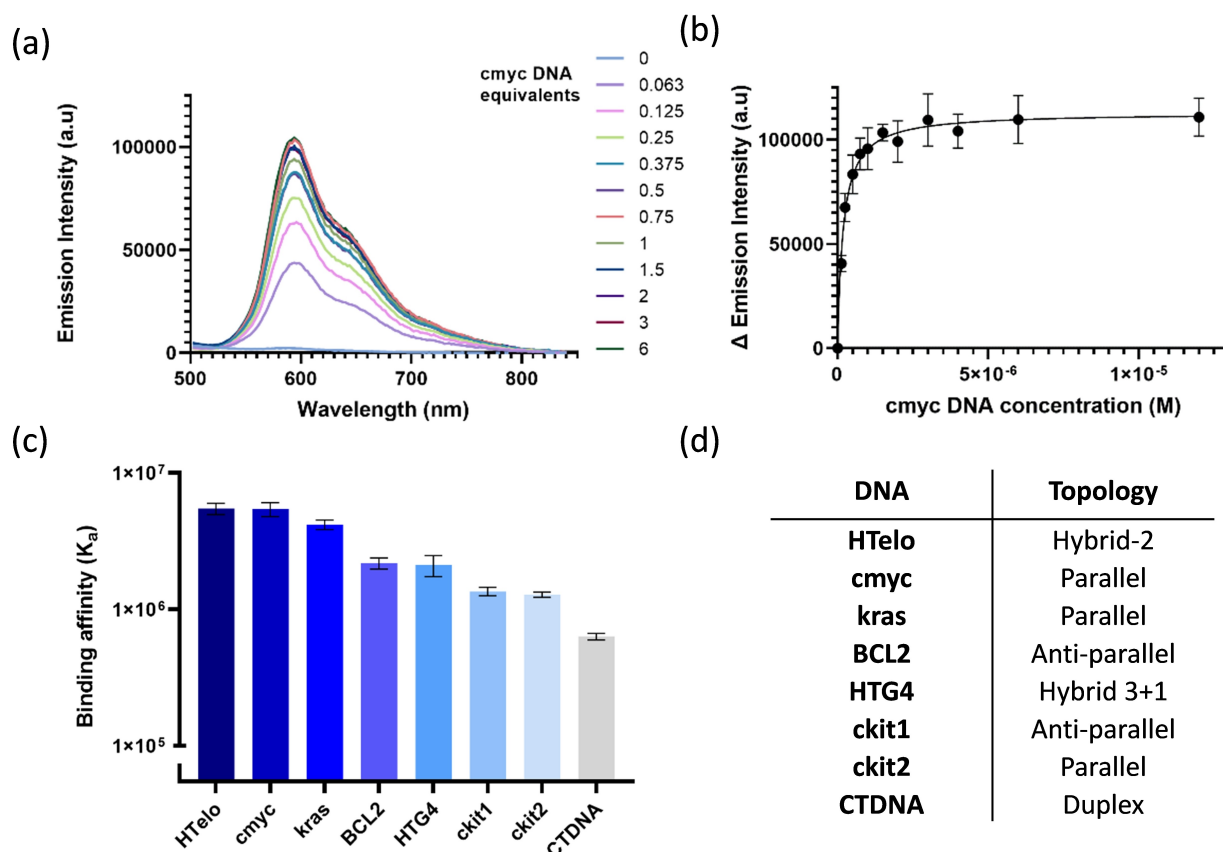 (a)
cmyc DNA
equivalents
0
0.063
0.125
0.25
0.375
0.5
0.75
1
1.5
2
3
6
Emission Intensity (a.u)
100000
50000
0
500
600
700
800
Wavelength (nm)
(b)
Δ Emission Intensity (a.u)
100000
50000
0
0
5×10⁻⁶
1×10⁻⁵
cmyc DNA concentration (M)
(c)
Binding affinity (Kₐ)
1×10⁷
1×10⁶
1×10⁵
HTelo
cmyc
kras
BCL2
HTG4
ckit1
ckit2
CTDNA
(d)
DNA Topology
HTelo Hybrid-2
cmyc Parallel
kras Parallel
BCL2 Anti-parallel
HTG4 Hybrid 3+1
ckit1 Anti-parallel
ckit2 Parallel
CTDNA Duplex